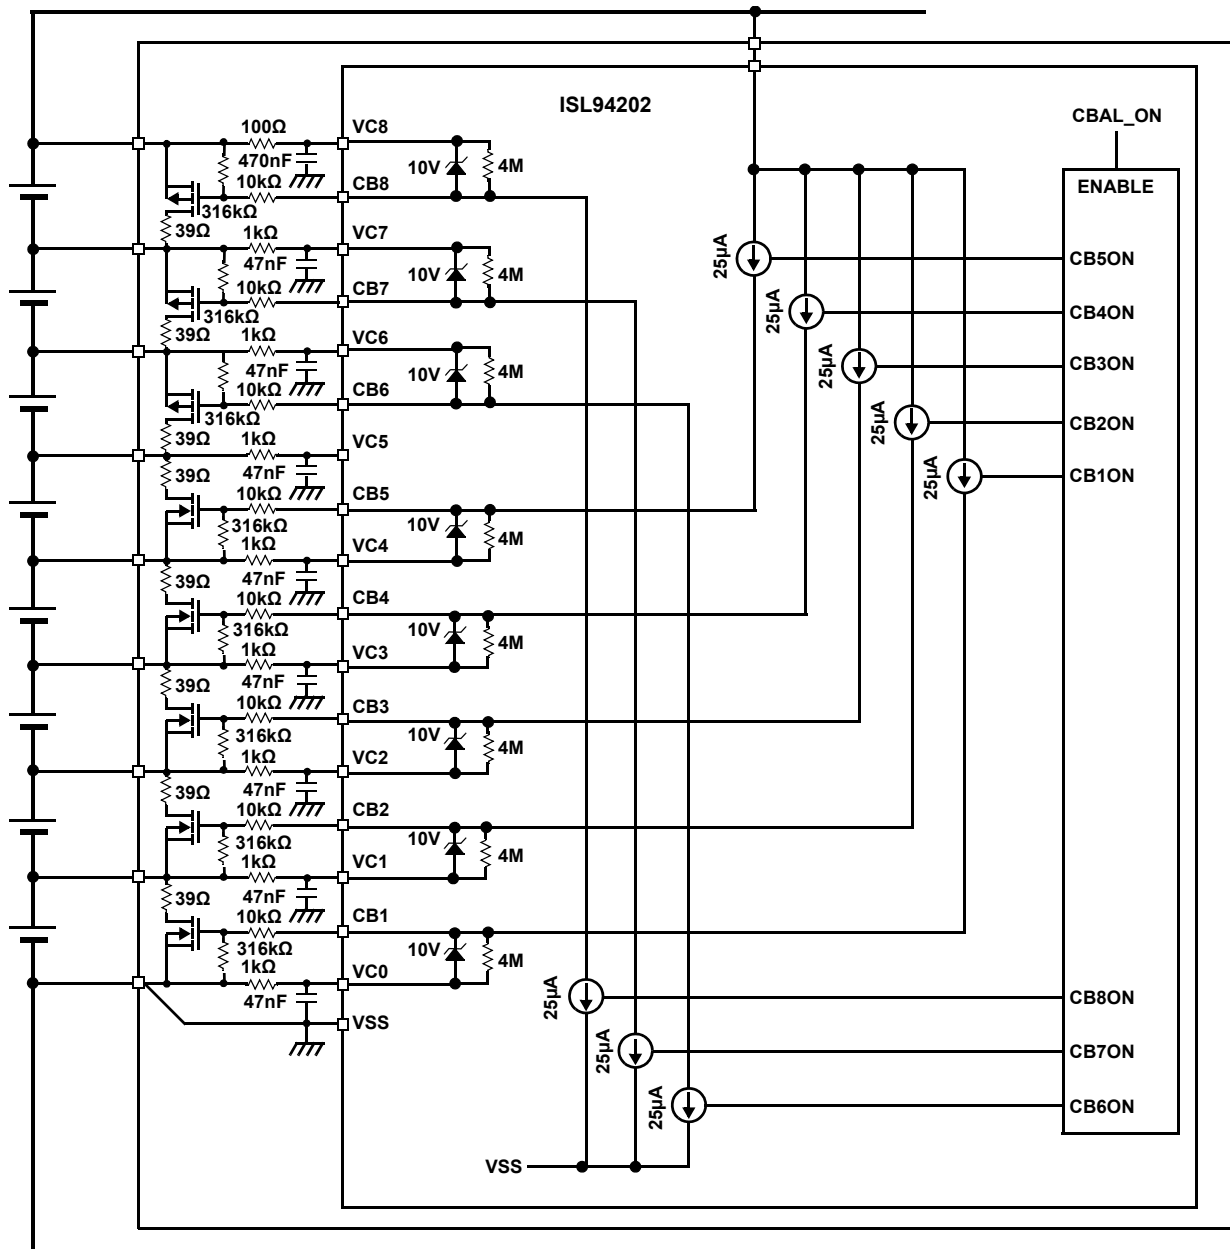 ISL94202
CBAL_ON
ENABLE
100Ω
VC8
470nF
10V
4M
10kΩ
CB8
316kΩ
39Ω
1kΩ
VC7
47nF
10V
4M
10kΩ
CB7
316kΩ
39Ω
1kΩ
VC6
47nF
10V
4M
10kΩ
CB6
316kΩ
39Ω
1kΩ
VC5
39Ω
47nF
10kΩ
CB5
316kΩ
10V
4M
1kΩ
VC4
39Ω
47nF
10kΩ
CB4
316kΩ
10V
4M
1kΩ
VC3
39Ω
47nF
10kΩ
CB3
316kΩ
10V
4M
1kΩ
VC2
39Ω
47nF
10kΩ
CB2
316kΩ
10V
4M
1kΩ
VC1
39Ω
47nF
10kΩ
CB1
316kΩ
10V
4M
1kΩ
VC0
47nF
VSS
25µA
CB5ON
25µA
CB4ON
25µA
CB3ON
25µA
CB2ON
25µA
CB1ON
25µA
CB8ON
25µA
CB7ON
25µA
CB6ON
VSS